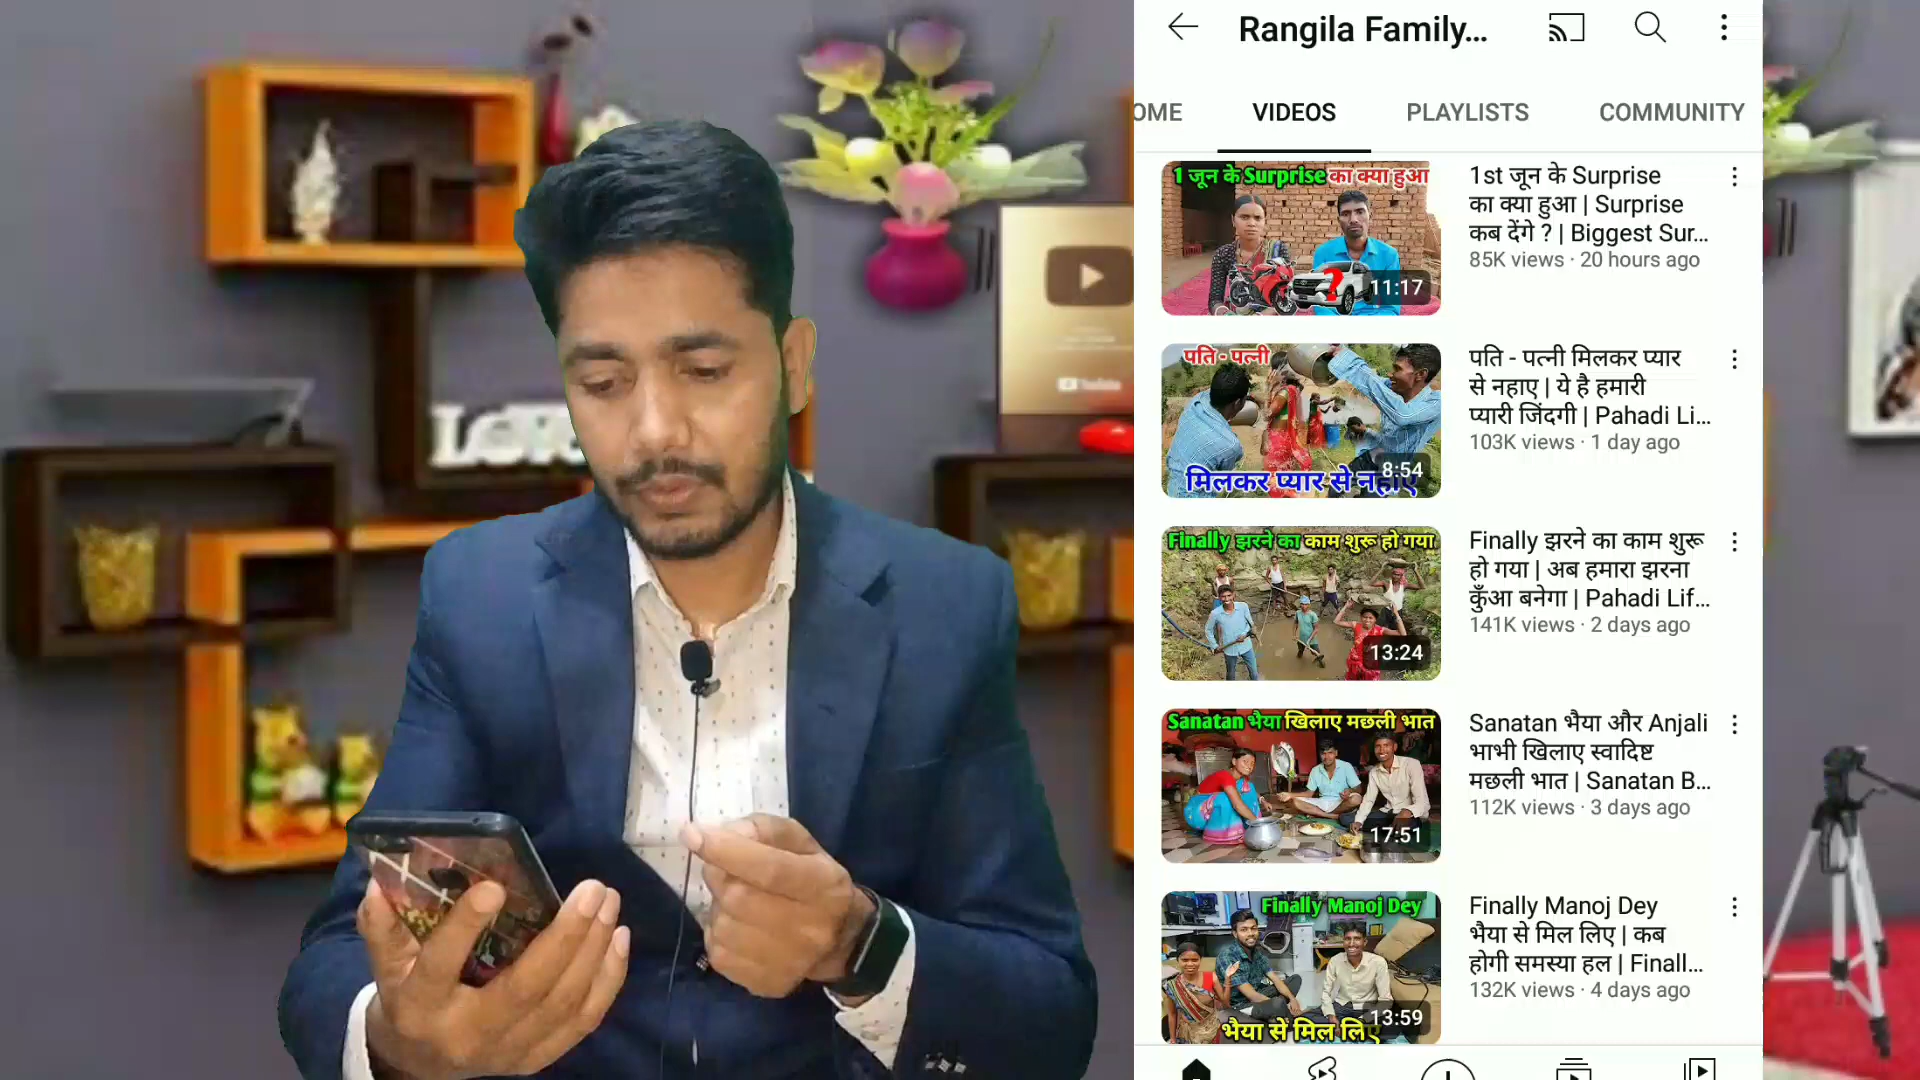 Rangila Family...
OME
VIDEOS
PLAYLISTS
COMMUNITY
1 जून के Surprise का क्या हुआ
?
11:17
1st जून के Surprise
का क्या हुआ | Surprise
कब देंगे ? | Biggest Sur...
85K views · 20 hours ago
पति - पत्नी
मिलकर प्यार से नहाए
8:54
पति - पत्नी मिलकर प्यार
से नहाए | ये है हमारी
प्यारी जिंदगी | Pahadi Li...
103K views · 1 day ago
Finally झरने का काम शुरू हो गया
13:24
Finally झरने का काम शुरू
हो गया | अब हमारा झरना
कुँआ बनेगा | Pahadi Lif...
141K views · 2 days ago
Sanatan भैया खिलाए मछली भात
17:51
Sanatan भैया और Anjali
भाभी खिलाए स्वादिष्ट
मछली भात | Sanatan B...
112K views · 3 days ago
Finally Manoj Dey
भैया से मिल लिए
13:59
Finally Manoj Dey
भैया से मिल लिए | कब
होगी समस्या हल | Finall...
132K views · 4 days ago
LOVE
YouTube